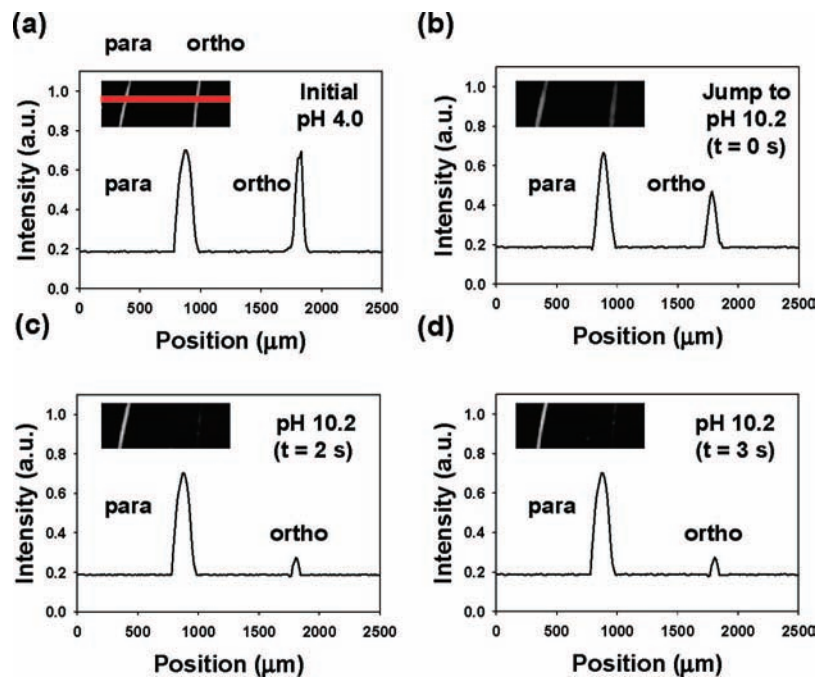 (a)
para ortho
Intensity (a.u.)
1.0
0.8
0.6
0.4
0.2
0.0
Initial
pH 4.0
para
ortho
0 500 1000 1500 2000 2500
Position (μm)
(b)
Intensity (a.u.)
1.0
0.8
0.6
0.4
0.2
0.0
Jump to
pH 10.2
(t = 0 s)
para
ortho
0 500 1000 1500 2000 2500
Position (μm)
(c)
Intensity (a.u.)
1.0
0.8
0.6
0.4
0.2
0.0
pH 10.2
(t = 2 s)
para
ortho
0 500 1000 1500 2000 2500
Position (μm)
(d)
Intensity (a.u.)
1.0
0.8
0.6
0.4
0.2
0.0
pH 10.2
(t = 3 s)
para
ortho
0 500 1000 1500 2000 2500
Position (μm)